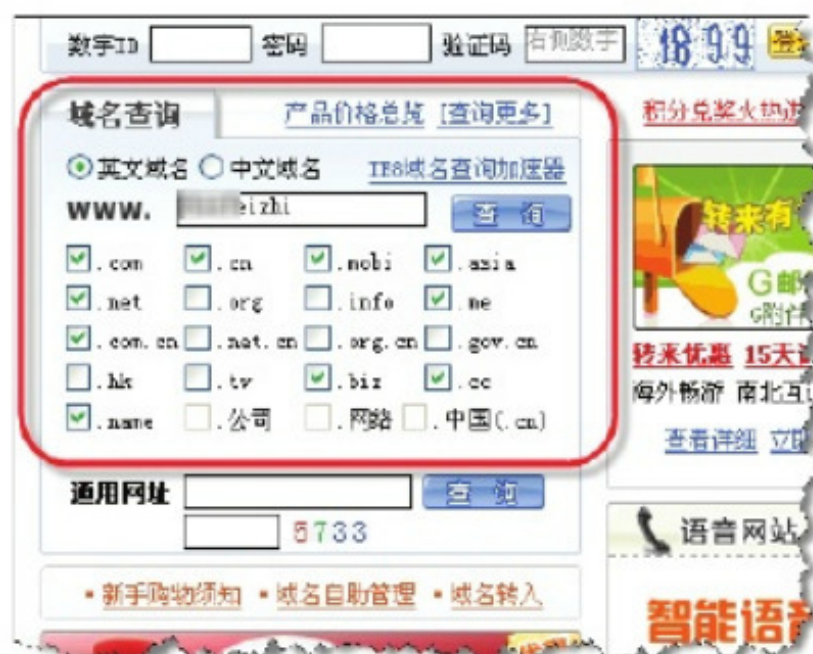 数字ID 密码 验证码 右侧数字 1899
域名查询 产品价格总览 [查询更多]
积分兑奖火热进
英文域名 中文域名 IE8域名查询加速器
www. eizhi 查 询
转来有
.com .cn .mobi .asia
G邮
.net .org .info .me
G附件
.com.cn .net.cn .org.cn .gov.cn
转来优惠 15天
.hk .tv .biz .cc
海外畅游 南北互
.name .公司 .网络 .中国(.cn)
查看详细 立即
通用网址 查 询
5733
语音网站
新手购物须知 域名自助管理 域名转入
智能语音